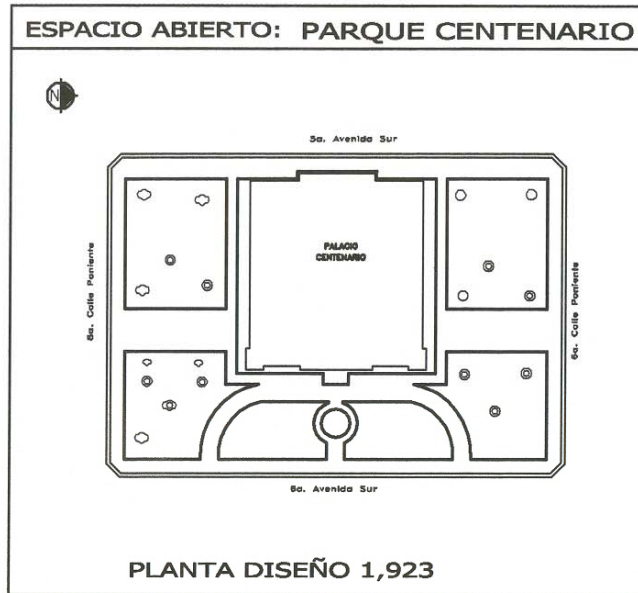 ESPACIO ABIERTO: PARQUE CENTENARIO
N
5a. Avenida Sur
PALACIO
CENTENARIO
6a. Calle Poniente
6a. Calle Poniente
6a. Avenida Sur
PLANTA DISEÑO 1,923